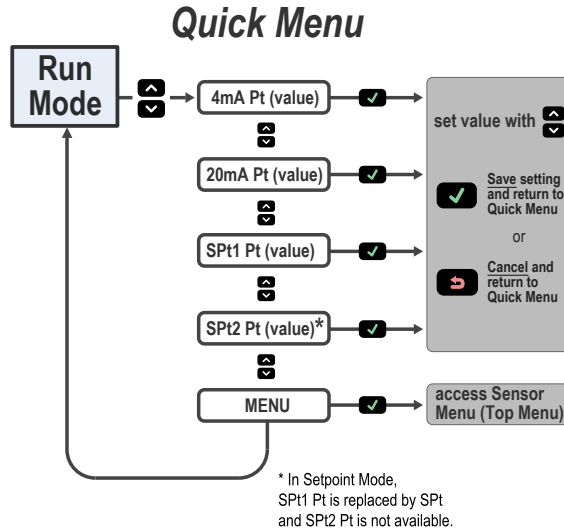 Quick Menu
Run
Mode
4mA Pt (value)
20mA Pt (value)
SPt1 Pt (value)
SPt2 Pt (value)*
MENU
set value with
Save setting
and return to
Quick Menu
or
Cancel and
return to
Quick Menu
access Sensor
Menu (Top Menu)
* In Setpoint Mode,
SPt1 Pt is replaced by SPt
and SPt2 Pt is not available.